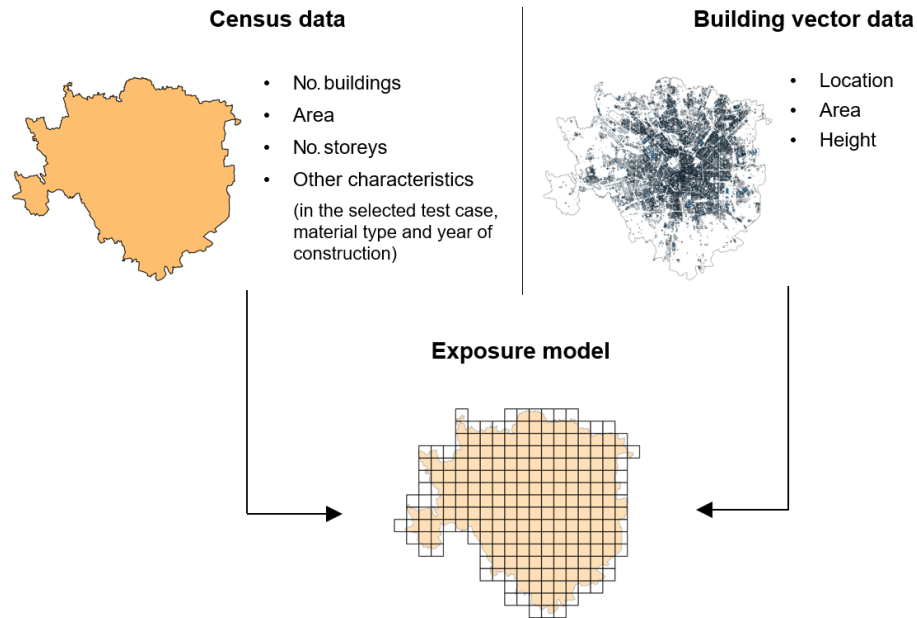 Census data
• No. buildings
• Area
• No. storeys
• Other characteristics
(in the selected test case,
material type and year of
construction)
Building vector data
• Location
• Area
• Height
Exposure model